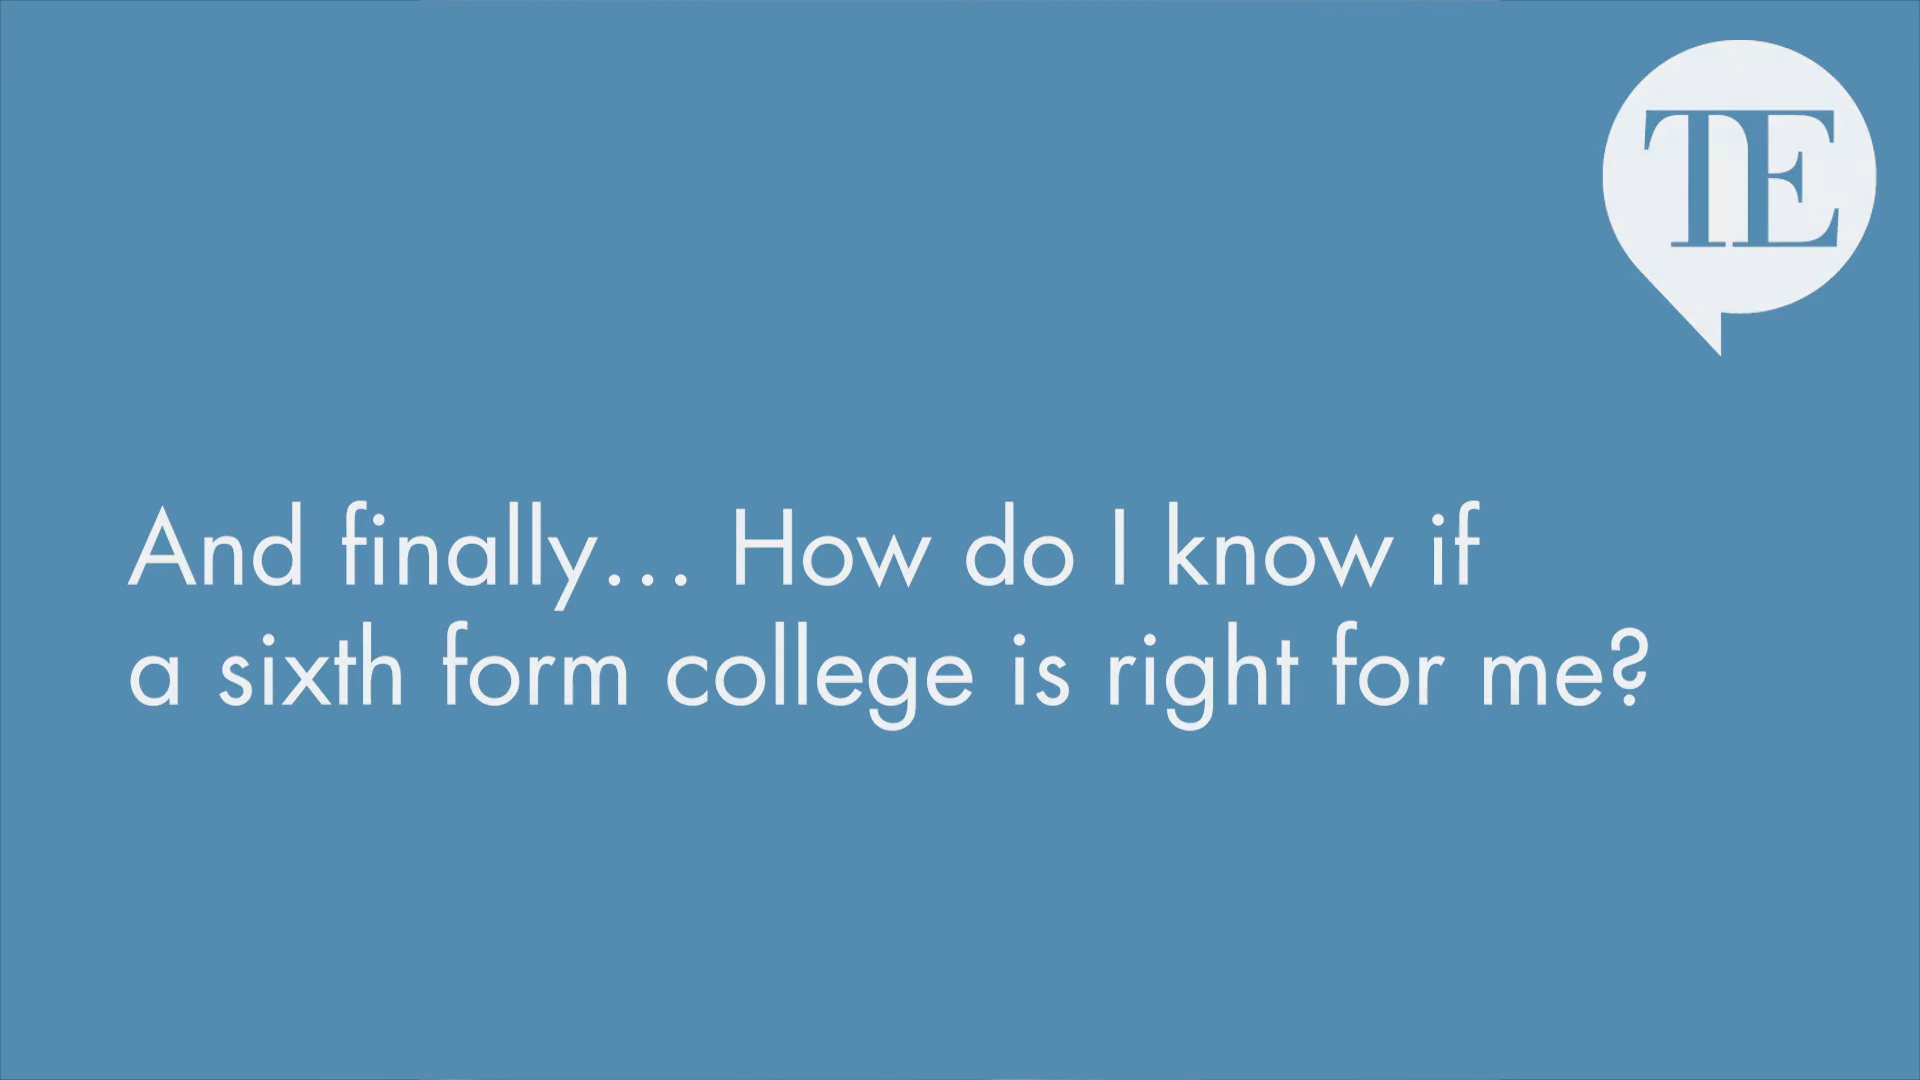 TE
And finally… How do I know if
a sixth form college is right for me?